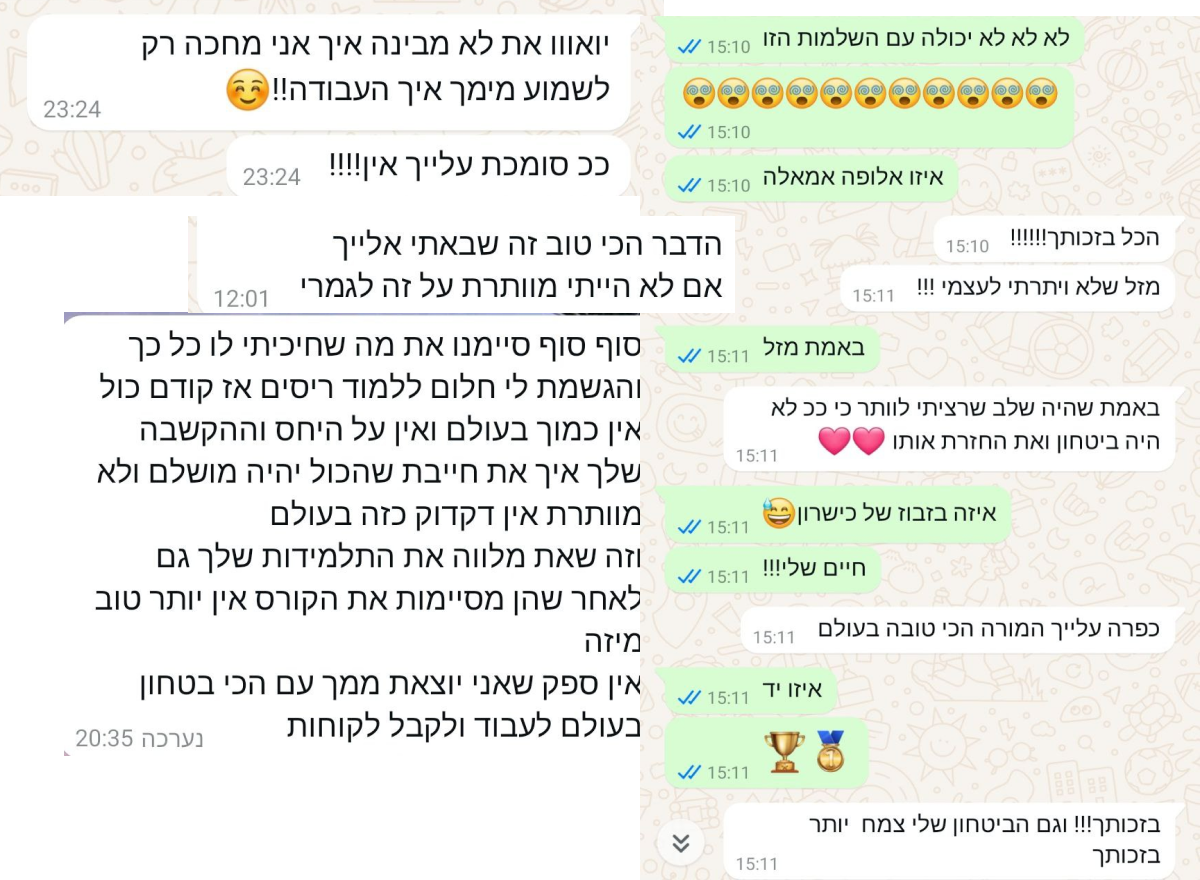 יואווו את לא מבינה איך אני מחכה רק
לשמוע מימך איך העבודה!!☺️
23:24
ככ סומכת עלייך אין!!!!
23:24
הדבר הכי טוב זה שבאתי אלייך
אם לא הייתי מוותרת על זה לגמרי
12:01
סוף סוף סיימנו את מה שחיכיתי לו כל כך
והגשמת לי חלום ללמוד ריסים אז קודם כול
אין כמוך בעולם ואין על היחס וההקשבה
שלך איך את חייבת שהכול יהיה מושלם ולא
מוותרת אין דקדוק כזה בעולם
וזה שאת מלווה את התלמידות שלך גם
לאחר שהן מסיימות את הקורס אין יותר טוב
מיזה
אין ספק שאני יוצאת ממך עם הכי בטחון
בעולם לעבוד ולקבל לקוחות
נערכה 20:35
לא לא לא יכולה עם השלמות הזו
15:10
😵‍💫😵‍💫😵‍💫😵‍💫😵‍💫😵‍💫😵‍💫😵‍💫😵‍💫😵‍💫😵‍💫
15:10
איזו אלופה אמאלה
15:10
הכל בזכותך!!!!!!
15:10
מזל שלא ויתרתי לעצמי !!!
15:11
באמת מזל
15:11
באמת שהיה שלב שרציתי לוותר כי ככ לא
היה ביטחון ואת החזרת אותו 🩷🩷
15:11
איזה בזבוז של כישרון😅
15:11
חיים שלי!!!
15:11
כפרה עלייך המורה הכי טובה בעולם
15:11
איזו יד
15:11
🥇🏆
15:11
בזכותך!!! וגם הביטחון שלי צמח  יותר
בזכותך
15:11